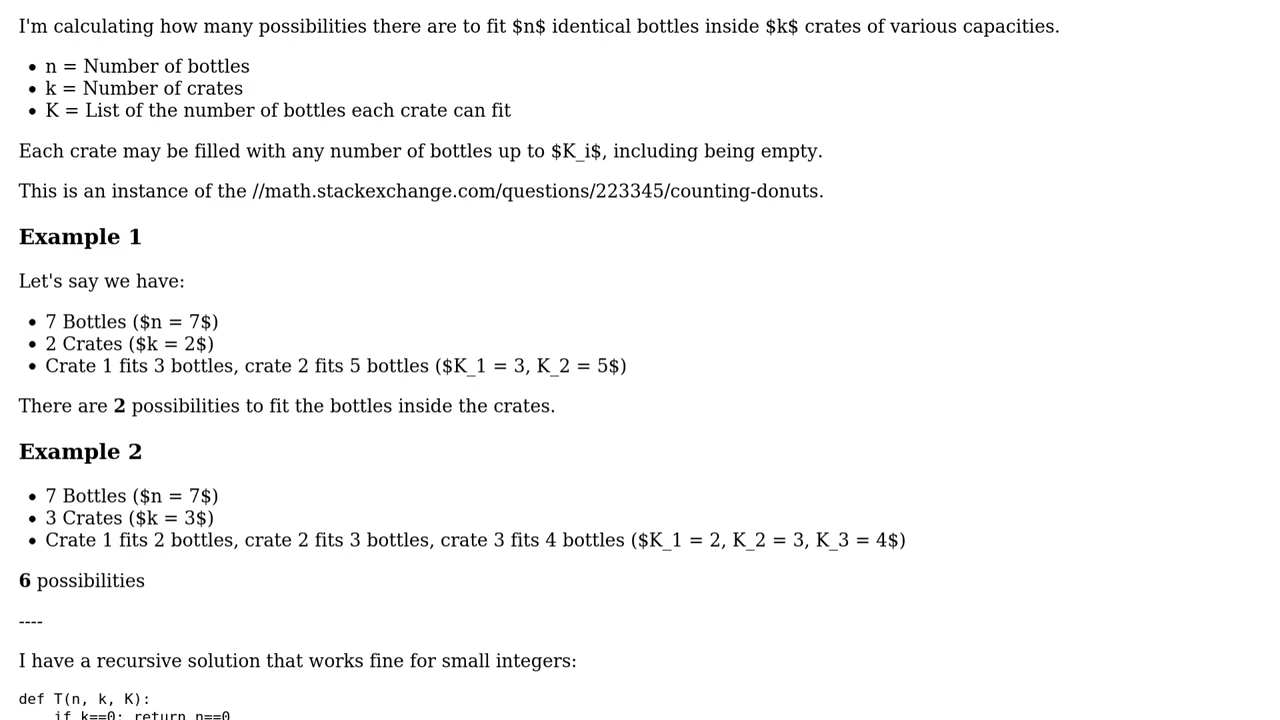 I'm calculating how many possibilities there are to fit $n$ identical bottles inside $k$ crates of various capacities.
• n = Number of bottles
• k = Number of crates
• K = List of the number of bottles each crate can fit
Each crate may be filled with any number of bottles up to $K_i$, including being empty.
This is an instance of the //math.stackexchange.com/questions/223345/counting-donuts.
Example 1
Let's say we have:
• 7 Bottles ($n = 7$)
• 2 Crates ($k = 2$)
• Crate 1 fits 3 bottles, crate 2 fits 5 bottles ($K_1 = 3, K_2 = 5$)
There are 2 possibilities to fit the bottles inside the crates.
Example 2
• 7 Bottles ($n = 7$)
• 3 Crates ($k = 3$)
• Crate 1 fits 2 bottles, crate 2 fits 3 bottles, crate 3 fits 4 bottles ($K_1 = 2, K_2 = 3, K_3 = 4$)
6 possibilities
----
I have a recursive solution that works fine for small integers:
def T(n, k, K):
if k==0: return n==0